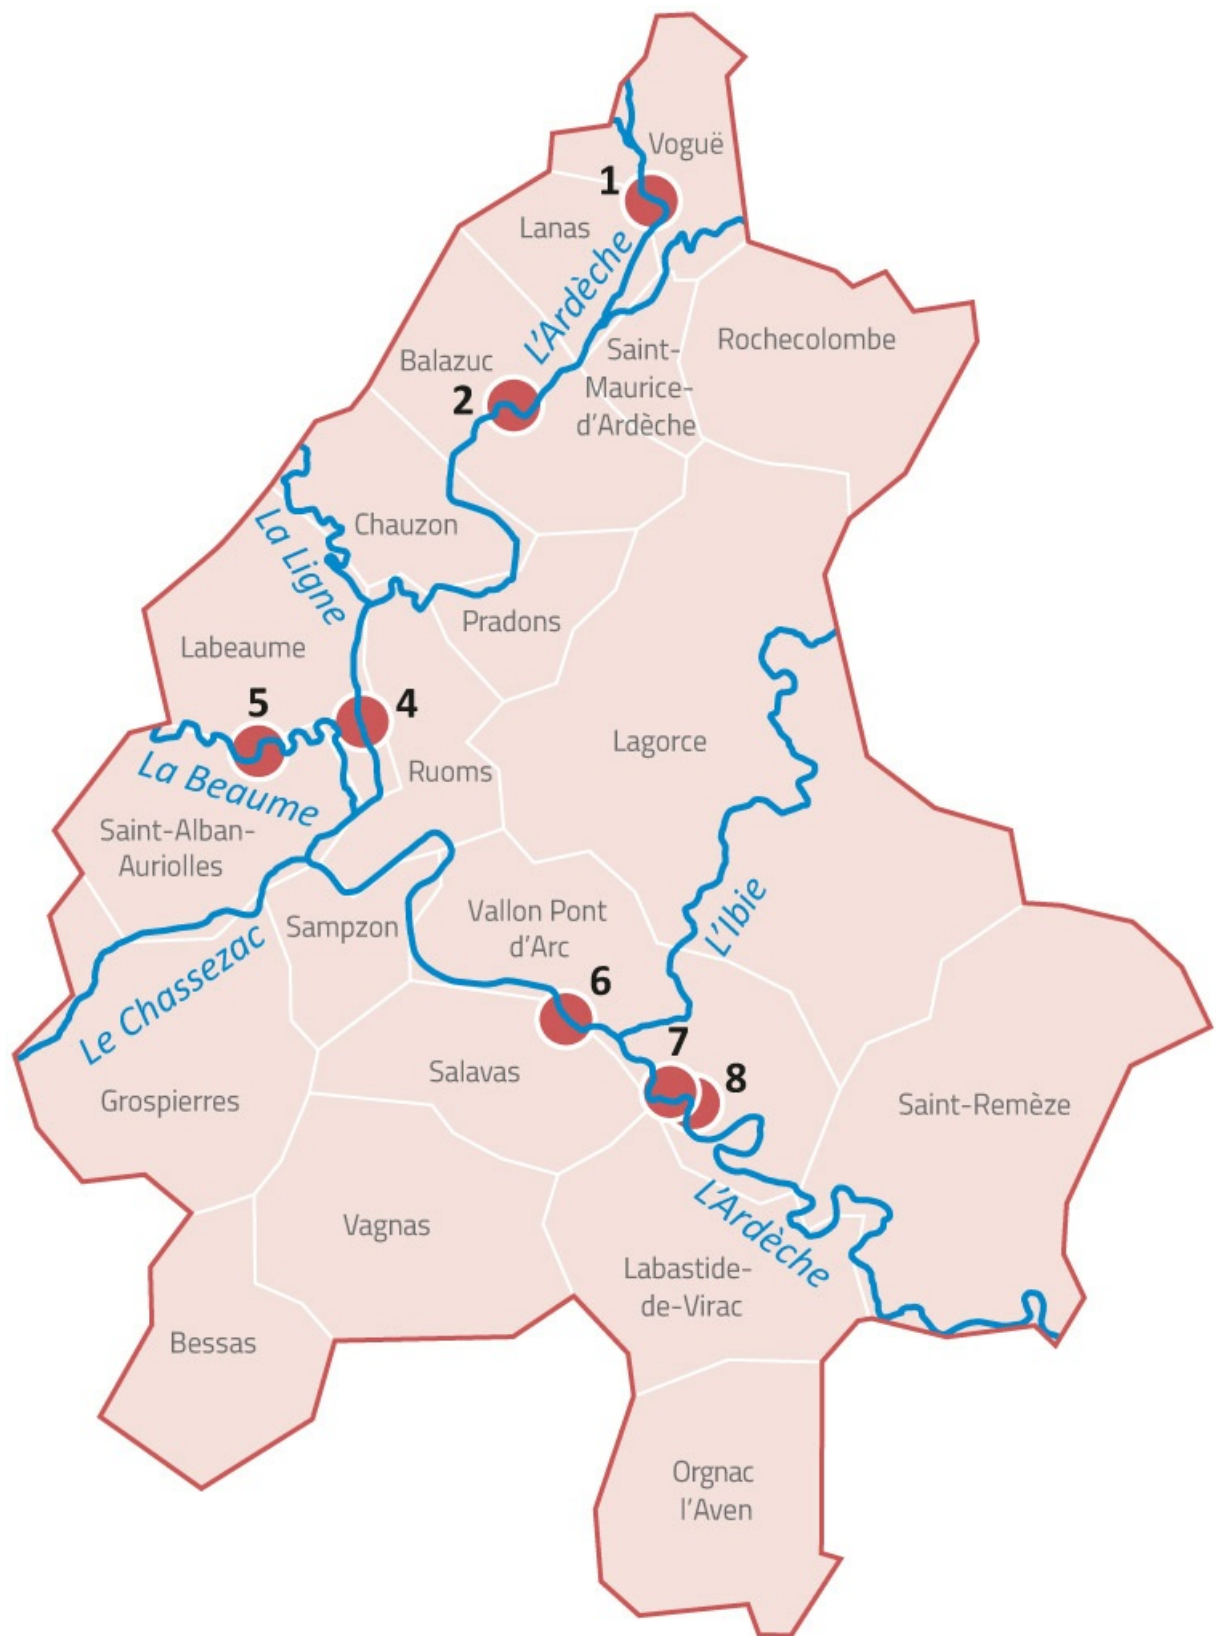 Voguë
1
Lanas
L'Ardèche
Rochecolombe
Saint-
Maurice-
d'Ardèche
Balazuc
2
Chauzon
La Ligne
Pradons
Labeaume
5
4
Lagorce
Ruoms
La Beaume
Saint-Alban-
Auriolles
Vallon Pont
d'Arc
L'Ibie
Sampzon
Le Chassezac
6
7
8
Salavas
Grospierres
Saint-Remèze
L'Ardèche
Vagnas
Labastide-
de-Virac
Bessas
Orgnac
l'Aven